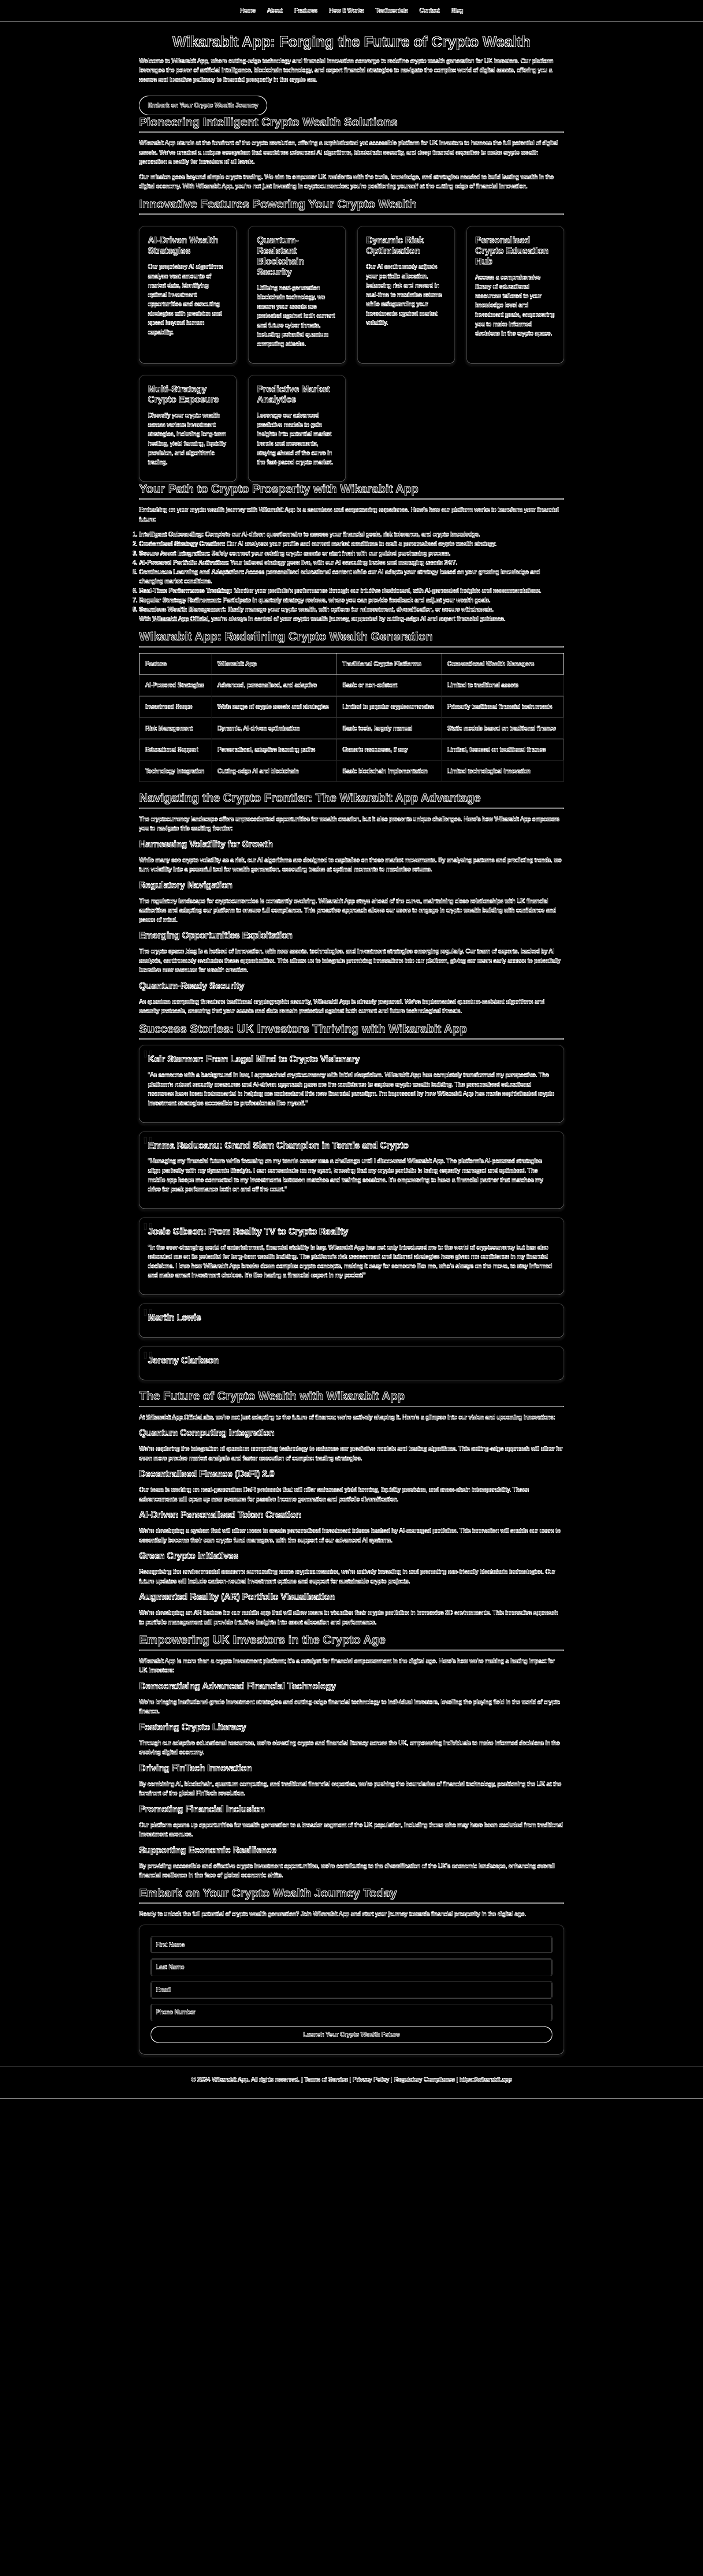 Home About Features How It Works Testimonials Contact Blog
Wikarabit App: Forging the Future of Crypto Wealth
Welcome to Wikarabit App, where cutting-edge technology and financial innovation converge to redefine crypto wealth generation for UK investors. Our platform
leverages the power of artificial intelligence, blockchain technology, and expert financial strategies to navigate the complex world of digital assets, offering you a
secure and lucrative pathway to financial prosperity in the crypto era.
Embark on Your Crypto Wealth Journey
Pioneering Intelligent Crypto Wealth Solutions
Wikarabit App stands at the forefront of the crypto revolution, offering a sophisticated yet accessible platform for UK investors to harness the full potential of digital
assets. We've created a unique ecosystem that combines advanced AI algorithms, blockchain security, and deep financial expertise to make crypto wealth
generation a reality for investors of all levels.
Our mission goes beyond simple crypto trading. We aim to empower UK residents with the tools, knowledge, and strategies needed to build lasting wealth in the
digital economy. With Wikarabit App, you're not just investing in cryptocurrencies; you're positioning yourself at the cutting edge of financial innovation.
Innovative Features Powering Your Crypto Wealth
AI-Driven Wealth
Strategies
Our proprietary AI algorithms
analyse vast amounts of
market data, identifying
optimal investment
opportunities and executing
strategies with precision and
speed beyond human
capability.
Quantum-
Resistant
Blockchain
Security
Utilising next-generation
blockchain technology, we
ensure your assets are
protected against both current
and future cyber threats,
including potential quantum
computing attacks.
Dynamic Risk
Optimisation
Our AI continuously adjusts
your portfolio allocation,
balancing risk and reward in
real-time to maximise returns
while safeguarding your
investments against market
volatility.
Personalised
Crypto Education
Hub
Access a comprehensive
library of educational
resources tailored to your
knowledge level and
investment goals, empowering
you to make informed
decisions in the crypto space.
Multi-Strategy
Crypto Exposure
Diversify your crypto wealth
across various investment
strategies, including long-term
holding, yield farming, liquidity
provision, and algorithmic
trading.
Predictive Market
Analytics
Leverage our advanced
predictive models to gain
insights into potential market
trends and movements,
staying ahead of the curve in
the fast-paced crypto market.
Your Path to Crypto Prosperity with Wikarabit App
Embarking on your crypto wealth journey with Wikarabit App is a seamless and empowering experience. Here's how our platform works to transform your financial
future:
1. Intelligent Onboarding: Complete our AI-driven questionnaire to assess your financial goals, risk tolerance, and crypto knowledge.
2. Customised Strategy Creation: Our AI analyses your profile and current market conditions to craft a personalised crypto wealth strategy.
3. Secure Asset Integration: Safely connect your existing crypto assets or start fresh with our guided purchasing process.
4. AI-Powered Portfolio Activation: Your tailored strategy goes live, with our AI executing trades and managing assets 24/7.
5. Continuous Learning and Adaptation: Access personalised educational content while our AI adapts your strategy based on your growing knowledge and
changing market conditions.
6. Real-Time Performance Tracking: Monitor your portfolio's performance through our intuitive dashboard, with AI-generated insights and recommendations.
7. Regular Strategy Refinement: Participate in quarterly strategy reviews, where you can provide feedback and adjust your wealth goals.
8. Seamless Wealth Management: Easily manage your crypto wealth, with options for reinvestment, diversification, or secure withdrawals.
With Wikarabit App Official, you're always in control of your crypto wealth journey, supported by cutting-edge AI and expert financial guidance.
Wikarabit App: Redefining Crypto Wealth Generation
Feature Wikarabit App Traditional Crypto Platforms Conventional Wealth Managers
AI-Powered Strategies Advanced, personalised, and adaptive Basic or non-existent Limited to traditional assets
Investment Scope Wide range of crypto assets and strategies Limited to popular cryptocurrencies Primarily traditional financial instruments
Risk Management Dynamic, AI-driven optimisation Basic tools, largely manual Static models based on traditional finance
Educational Support Personalised, adaptive learning paths Generic resources, if any Limited, focused on traditional finance
Technology Integration Cutting-edge AI and blockchain Basic blockchain implementation Limited technological innovation
Navigating the Crypto Frontier: The Wikarabit App Advantage
The cryptocurrency landscape offers unprecedented opportunities for wealth creation, but it also presents unique challenges. Here's how Wikarabit App empowers
you to navigate this exciting frontier:
Harnessing Volatility for Growth
While many see crypto volatility as a risk, our AI algorithms are designed to capitalise on these market movements. By analysing patterns and predicting trends, we
turn volatility into a powerful tool for wealth generation, executing trades at optimal moments to maximise returns.
Regulatory Navigation
The regulatory landscape for cryptocurrencies is constantly evolving. Wikarabit App stays ahead of the curve, maintaining close relationships with UK financial
authorities and adapting our platform to ensure full compliance. This proactive approach allows our users to engage in crypto wealth building with confidence and
peace of mind.
Emerging Opportunities Exploitation
The crypto space blog is a hotbed of innovation, with new assets, technologies, and investment strategies emerging regularly. Our team of experts, backed by AI
analysis, continuously evaluates these opportunities. This allows us to integrate promising innovations into our platform, giving our users early access to potentially
lucrative new avenues for wealth creation.
Quantum-Ready Security
As quantum computing threatens traditional cryptographic security, Wikarabit App is already prepared. We've implemented quantum-resistant algorithms and
security protocols, ensuring that your assets and data remain protected against both current and future technological threats.
Success Stories: UK Investors Thriving with Wikarabit App
Keir Starmer: From Legal Mind to Crypto Visionary
"As someone with a background in law, I approached cryptocurrency with initial skepticism. Wikarabit App has completely transformed my perspective. The
platform's robust security measures and AI-driven approach gave me the confidence to explore crypto wealth building. The personalised educational
resources have been instrumental in helping me understand this new financial paradigm. I'm impressed by how Wikarabit App has made sophisticated crypto
investment strategies accessible to professionals like myself."
Emma Raducanu: Grand Slam Champion in Tennis and Crypto
"Managing my financial future while focusing on my tennis career was a challenge until I discovered Wikarabit App. The platform's AI-powered strategies
align perfectly with my dynamic lifestyle. I can concentrate on my sport, knowing that my crypto portfolio is being expertly managed and optimised. The
mobile app keeps me connected to my investments between matches and training sessions. It's empowering to have a financial partner that matches my
drive for peak performance both on and off the court."
Josie Gibson: From Reality TV to Crypto Reality
"In the ever-changing world of entertainment, financial stability is key. Wikarabit App has not only introduced me to the world of cryptocurrency but has also
educated me on its potential for long-term wealth building. The platform's risk assessment and tailored strategies have given me confidence in my financial
decisions. I love how Wikarabit App breaks down complex crypto concepts, making it easy for someone like me, who's always on the move, to stay informed
and make smart investment choices. It's like having a financial expert in my pocket!"
Martin Lewis
Jeremy Clarkson
The Future of Crypto Wealth with Wikarabit App
At Wikarabit App Official site, we're not just adapting to the future of finance; we're actively shaping it. Here's a glimpse into our vision and upcoming innovations:
Quantum Computing Integration
We're exploring the integration of quantum computing technology to enhance our predictive models and trading algorithms. This cutting-edge approach will allow for
even more precise market analysis and faster execution of complex trading strategies.
Decentralised Finance (DeFi) 2.0
Our team is working on next-generation DeFi protocols that will offer enhanced yield farming, liquidity provision, and cross-chain interoperability. These
advancements will open up new avenues for passive income generation and portfolio diversification.
AI-Driven Personalised Token Creation
We're developing a system that will allow users to create personalised investment tokens backed by AI-managed portfolios. This innovation will enable our users to
essentially become their own crypto fund managers, with the support of our advanced AI systems.
Green Crypto Initiatives
Recognising the environmental concerns surrounding some cryptocurrencies, we're actively investing in and promoting eco-friendly blockchain technologies. Our
future updates will include carbon-neutral investment options and support for sustainable crypto projects.
Augmented Reality (AR) Portfolio Visualisation
We're developing an AR feature for our mobile app that will allow users to visualise their crypto portfolios in immersive 3D environments. This innovative approach
to portfolio management will provide intuitive insights into asset allocation and performance.
Empowering UK Investors in the Crypto Age
Wikarabit App is more than a crypto investment platform; it's a catalyst for financial empowerment in the digital age. Here's how we're making a lasting impact for
UK investors:
Democratising Advanced Financial Technology
We're bringing institutional-grade investment strategies and cutting-edge financial technology to individual investors, levelling the playing field in the world of crypto
finance.
Fostering Crypto Literacy
Through our adaptive educational resources, we're elevating crypto and financial literacy across the UK, empowering individuals to make informed decisions in the
evolving digital economy.
Driving FinTech Innovation
By combining AI, blockchain, quantum computing, and traditional financial expertise, we're pushing the boundaries of financial technology, positioning the UK at the
forefront of the global FinTech revolution.
Promoting Financial Inclusion
Our platform opens up opportunities for wealth generation to a broader segment of the UK population, including those who may have been excluded from traditional
investment avenues.
Supporting Economic Resilience
By providing accessible and effective crypto investment opportunities, we're contributing to the diversification of the UK's economic landscape, enhancing overall
financial resilience in the face of global economic shifts.
Embark on Your Crypto Wealth Journey Today
Ready to unlock the full potential of crypto wealth generation? Join Wikarabit App and start your journey towards financial prosperity in the digital age.
First Name
Last Name
Email
Phone Number
Launch Your Crypto Wealth Future
© 2024 Wikarabit App. All rights reserved. | Terms of Service | Privacy Policy | Regulatory Compliance | https://wikarabit.app